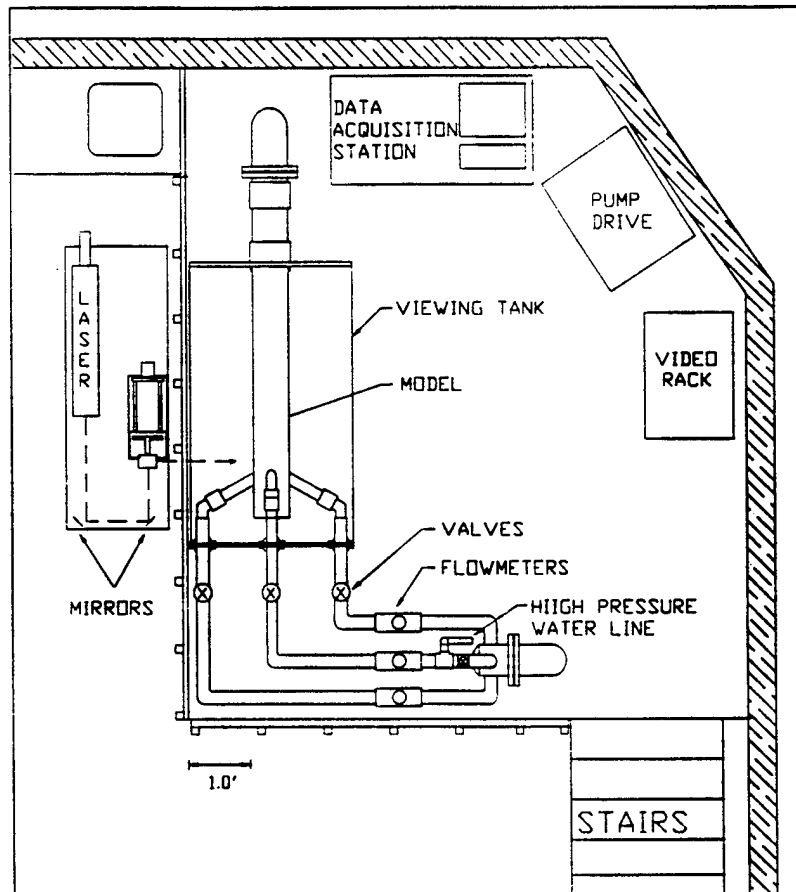 DATA
ACQUISITION
STATION
PUMP
DRIVE
LASER
VIEWING TANK
VIDEO
RACK
MODEL
VALVES
FLOWMETERS
MIRRORS
HIIGH PRESSURE
WATER LINE
1.0'
STAIRS